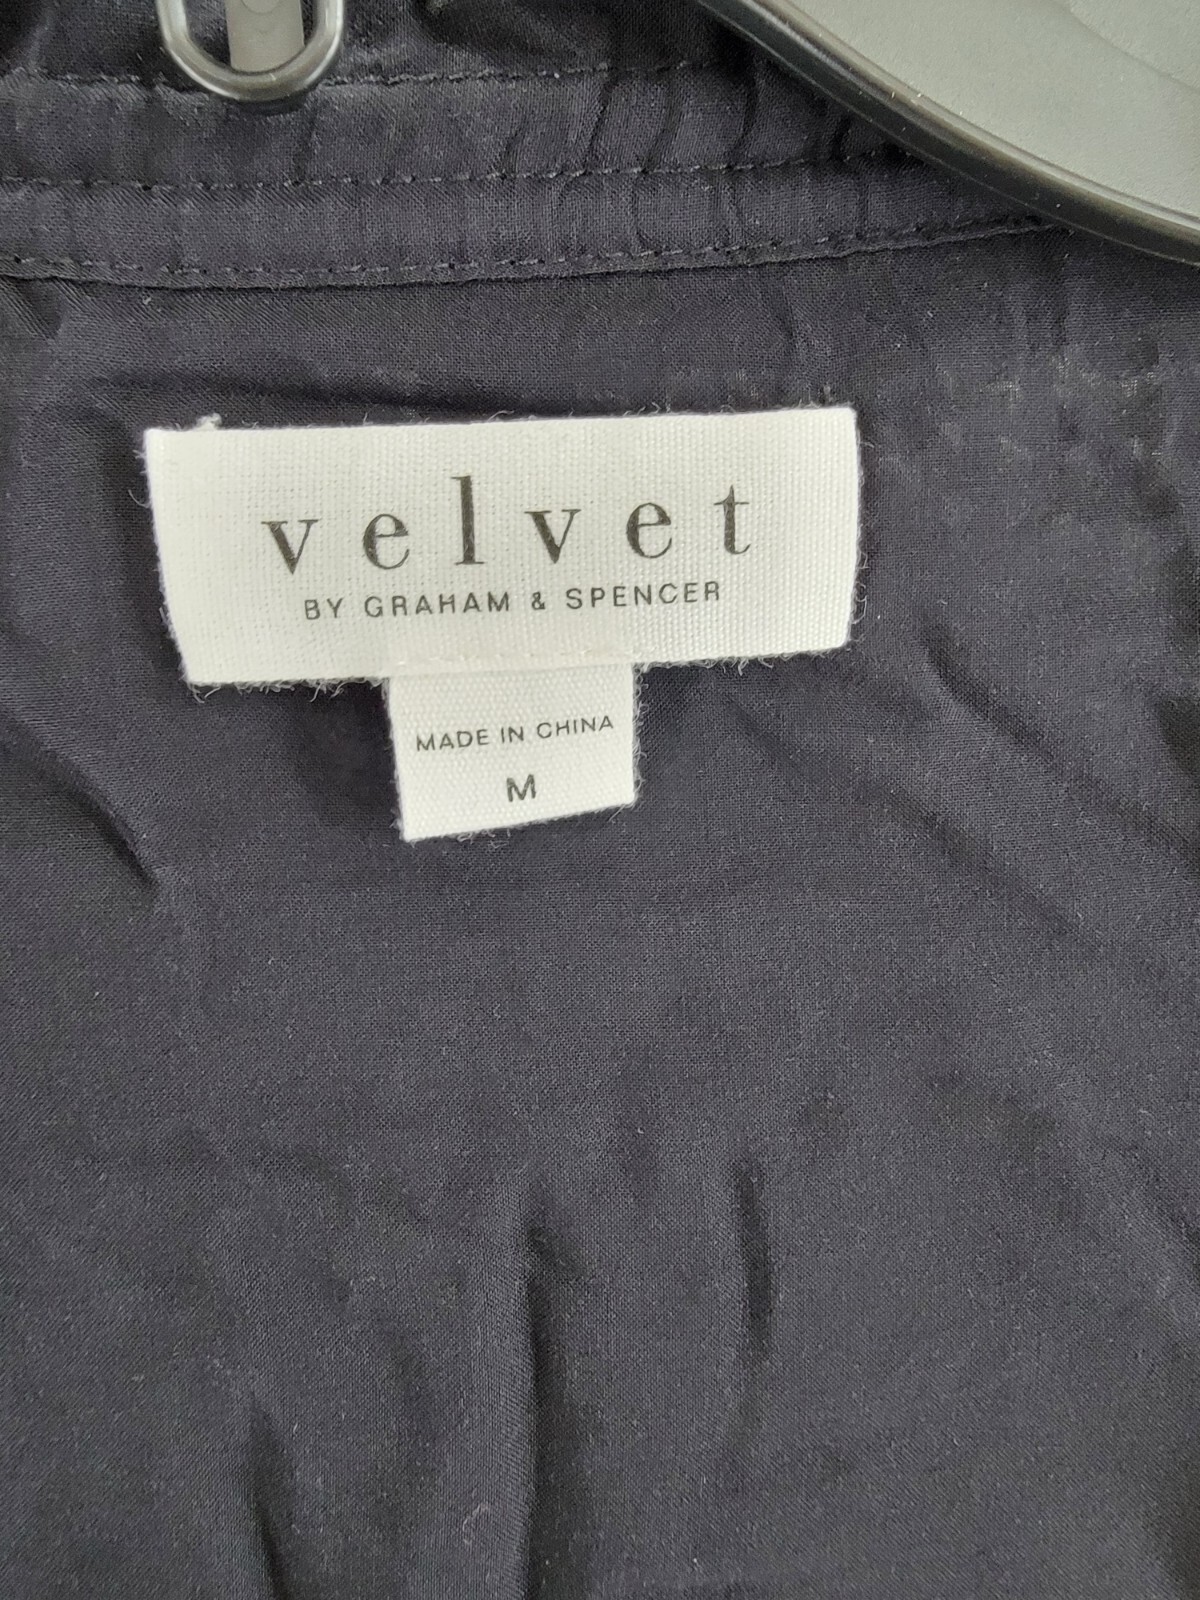 velvet
BY GRAHAM & SPENCER
MADE IN CHINA
M